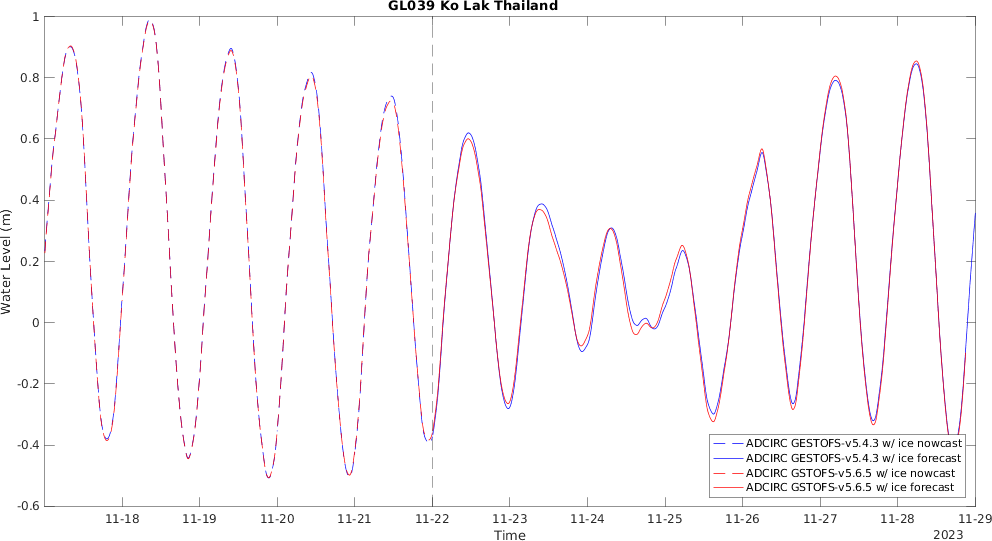 GL039 Ko Lak Thailand
1
0.8
0.6
0.4
0.2
0
-0.2
-0.4
-0.6
Water Level (m)
ADCIRC GESTOFS-v5.4.3 w/ ice nowcast
ADCIRC GESTOFS-v5.4.3 w/ ice forecast
ADCIRC GSTOFS-v5.6.5 w/ ice nowcast
ADCIRC GSTOFS-v5.6.5 w/ ice forecast
11-18 11-19 11-20 11-21 11-22 11-23 11-24 11-25 11-26 11-27 11-28 11-29
Time
2023